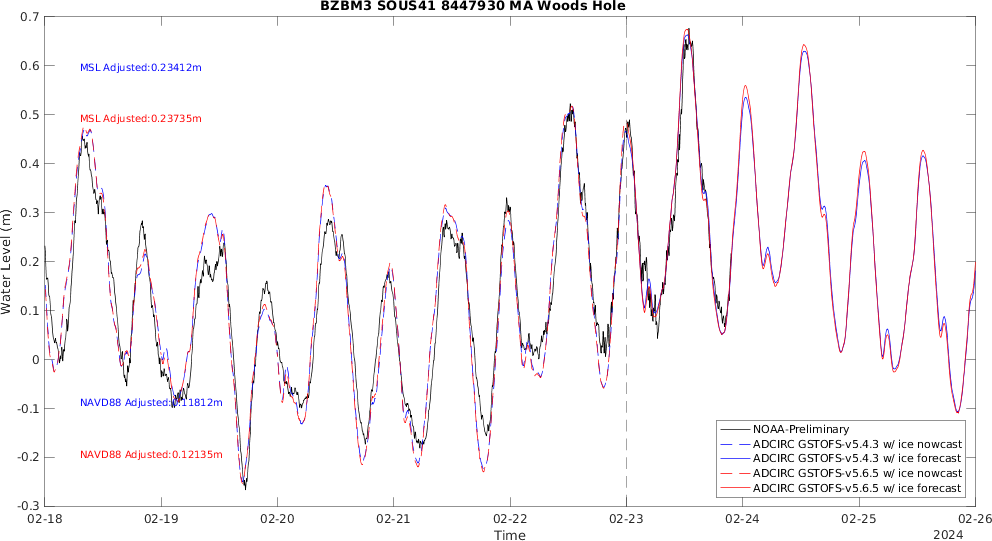 BZBM3 SOUS41 8447930 MA Woods Hole
0.7
0.6
0.5
0.4
0.3
0.2
0.1
0
-0.1
-0.2
-0.3
Water Level (m)
MSL Adjusted:0.23412m
MSL Adjusted:0.23735m
NAVD88 Adjusted:0.11812m
NAVD88 Adjusted:0.12135m
NOAA-Preliminary
ADCIRC GSTOFS-v5.4.3 w/ ice nowcast
ADCIRC GSTOFS-v5.4.3 w/ ice forecast
ADCIRC GSTOFS-v5.6.5 w/ ice nowcast
ADCIRC GSTOFS-v5.6.5 w/ ice forecast
02-18 02-19 02-20 02-21 02-22 02-23 02-24 02-25 02-26
Time
2024